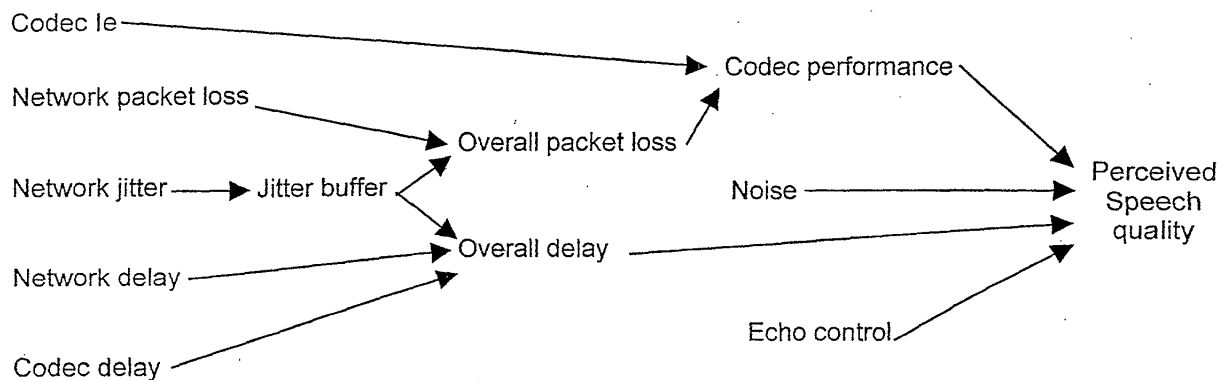 Codec Ie
Codec performance
Network packet loss
Overall packet loss
Network jitter
Jitter buffer
Noise
Perceived
Speech
quality
Overall delay
Network delay
Echo control
Codec delay